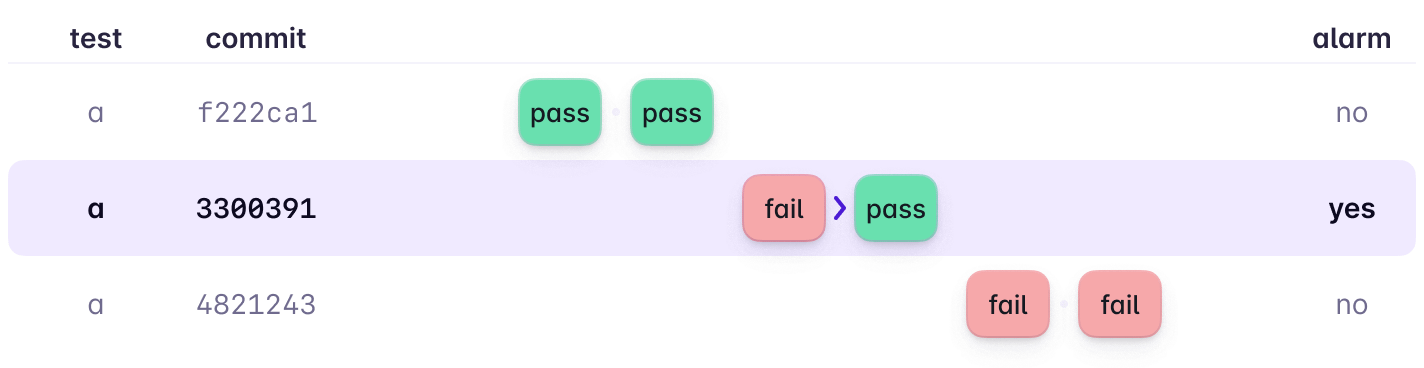 test commit alarm
a f222ca1 pass pass no
a 3300391 fail pass yes
a 4821243 fail fail no